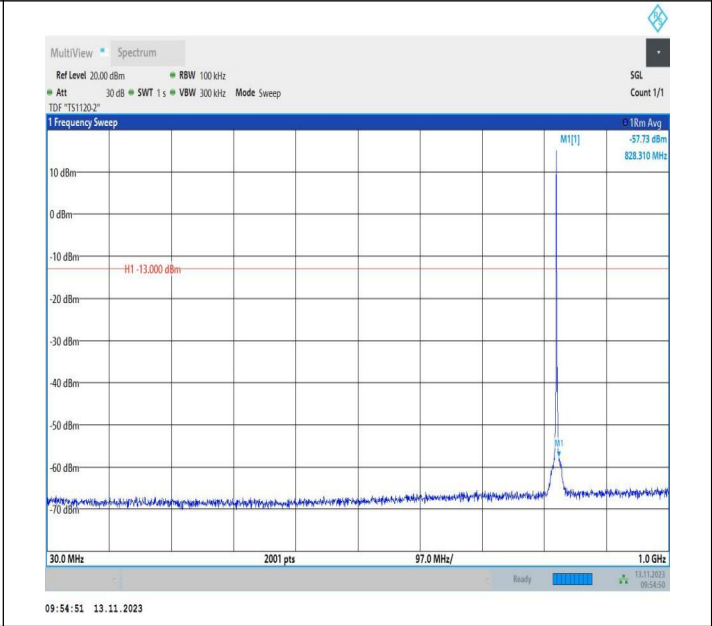 R&S
MultiView Spectrum
Ref Level 20.00 dBm RBW 100 kHz SGL
Att 30 dB SWT 1 s VBW 300 kHz Mode Sweep Count 1/1
TDF "TS1120-2"
1 Frequency Sweep 1Rm Avg
M1[1] -57.73 dBm
828.310 MHz
10 dBm
0 dBm
-10 dBm
H1 -13.000 dBm
-20 dBm
-30 dBm
-40 dBm
-50 dBm
M1
-60 dBm
-70 dBm
30.0 MHz 2001 pts 97.0 MHz/ 1.0 GHz
Ready 13.11.2023
09:54:50
09:54:51 13.11.2023